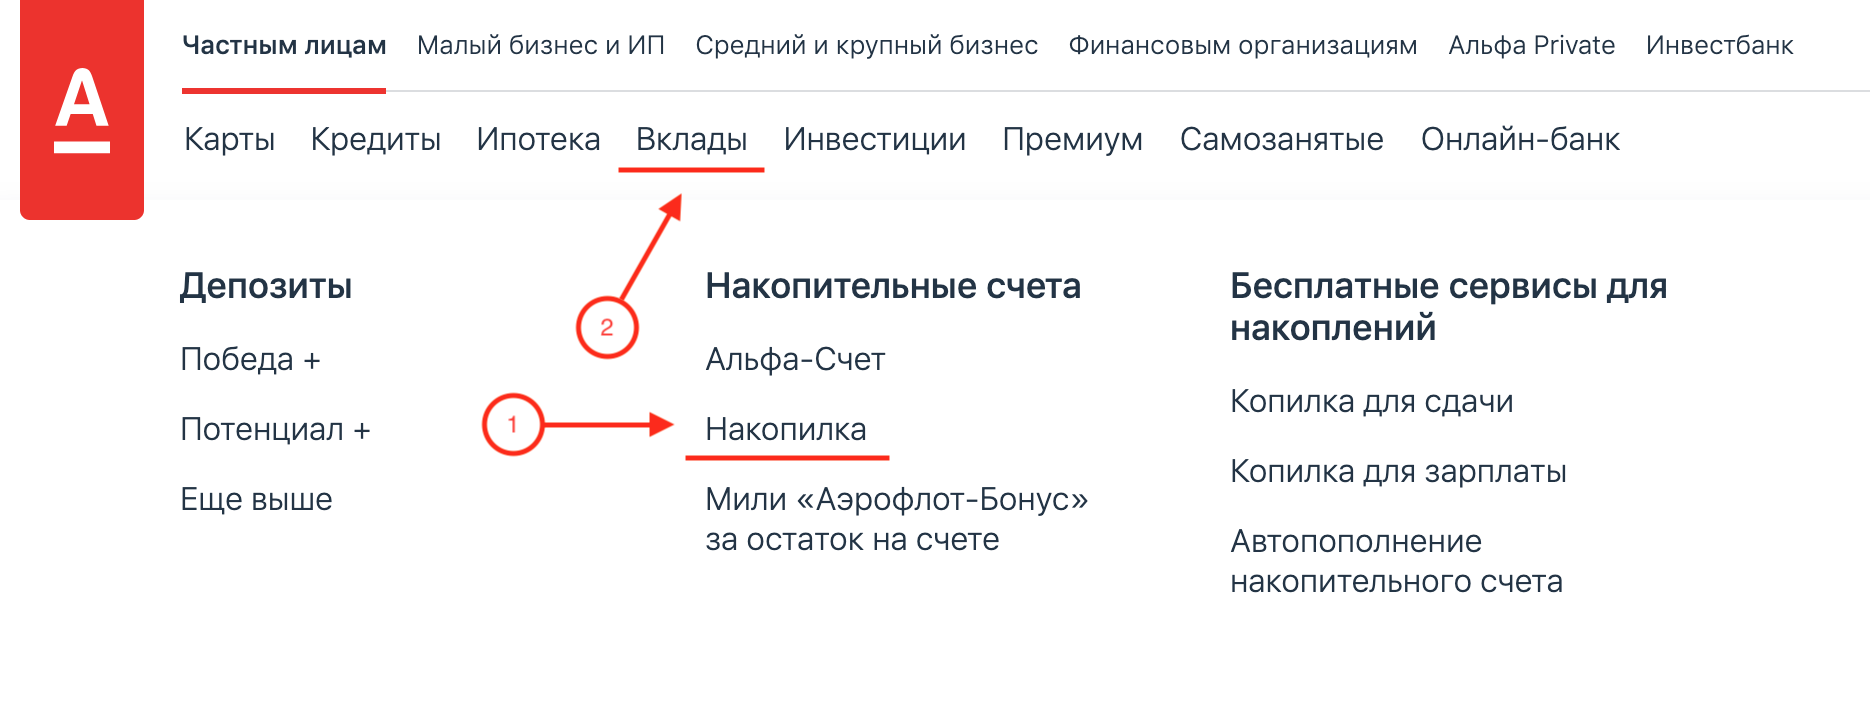 А
Частным лицам Малый бизнес и ИП Средний и крупный бизнес Финансовым организациям Альфа Private Инвестбанк
Карты Кредиты Ипотека Вклады Инвестиции Премиум Самозанятые Онлайн-банк
Депозиты
Победа +
Потенциал +
Еще выше
2
1
Накопительные счета
Альфа-Счет
Накопилка
Мили «Аэрофлот-Бонус»
за остаток на счете
Бесплатные сервисы для
накоплений
Копилка для сдачи
Копилка для зарплаты
Автопополнение
накопительного счета